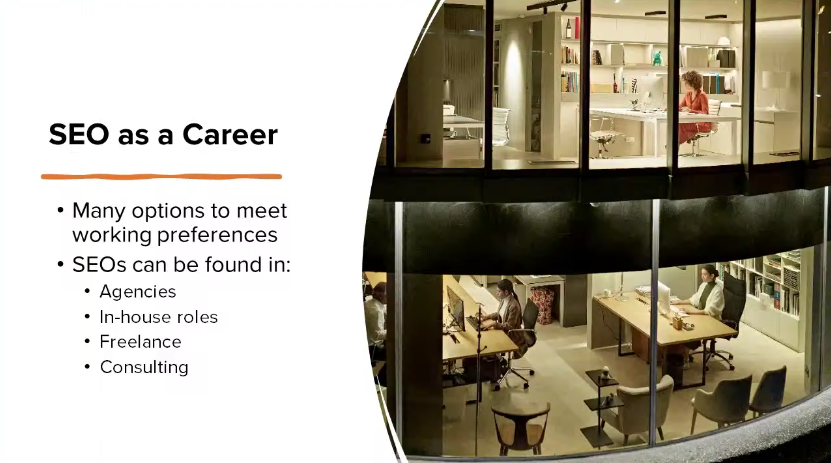 SEO as a Career
• Many options to meet
working preferences
• SEOs can be found in:
• Agencies
• In-house roles
• Freelance
• Consulting